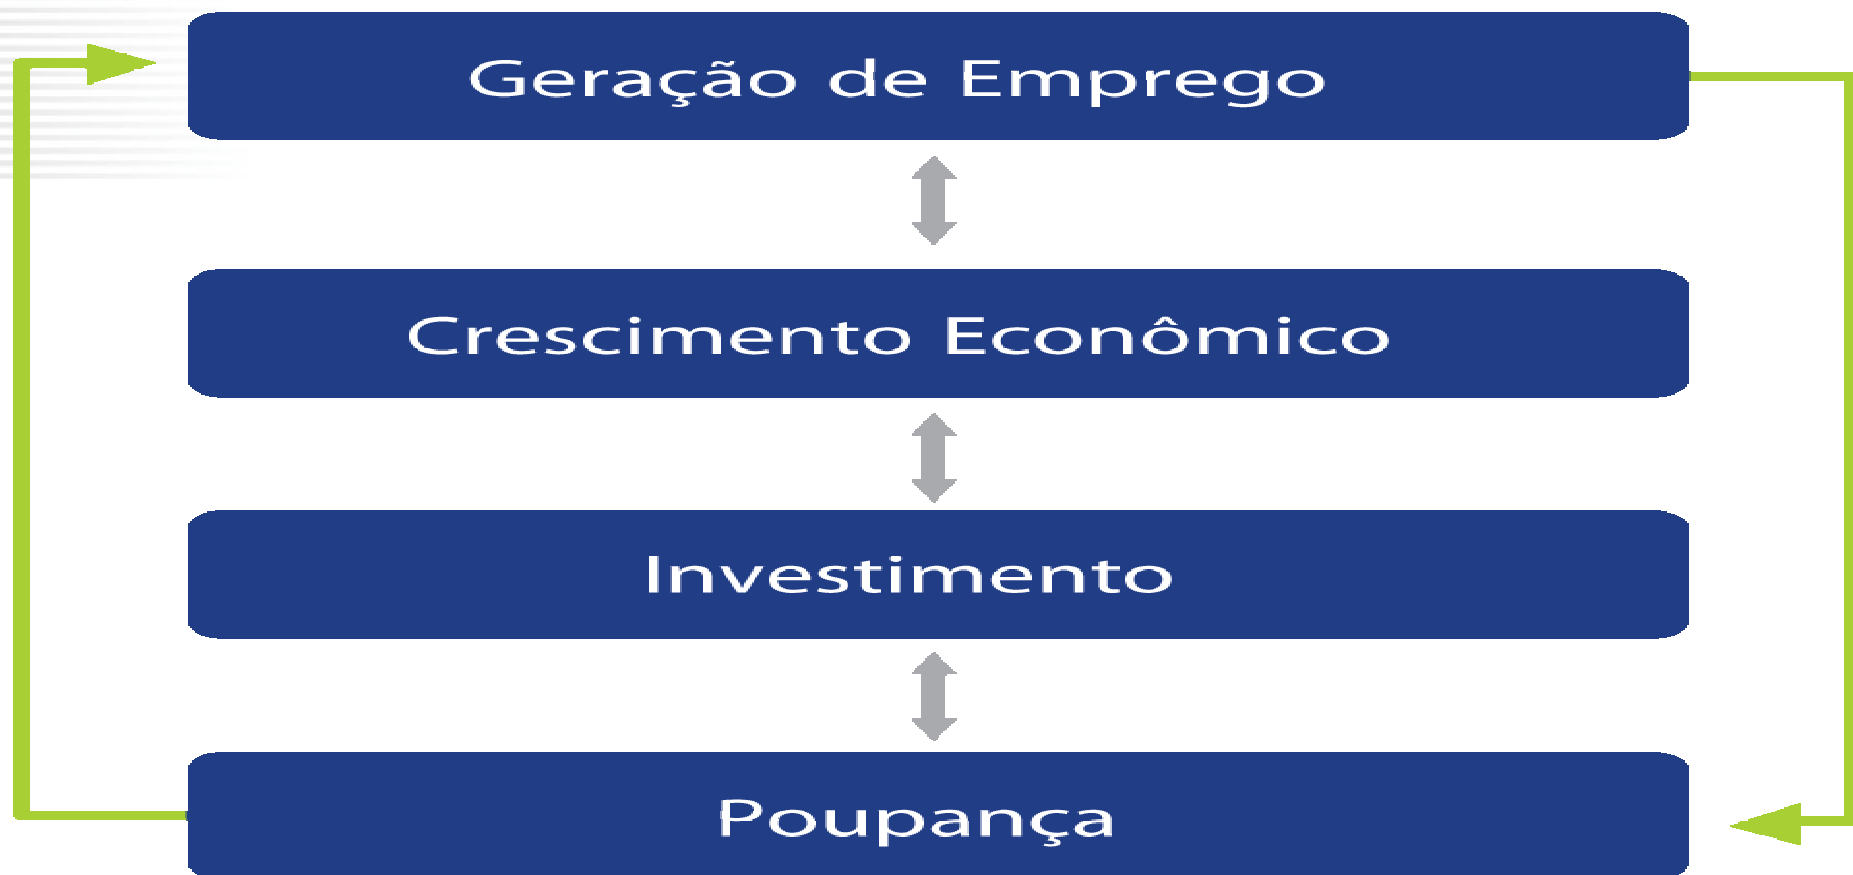 Geração de Emprego
Crescimento Econômico
Investimento
Poupança